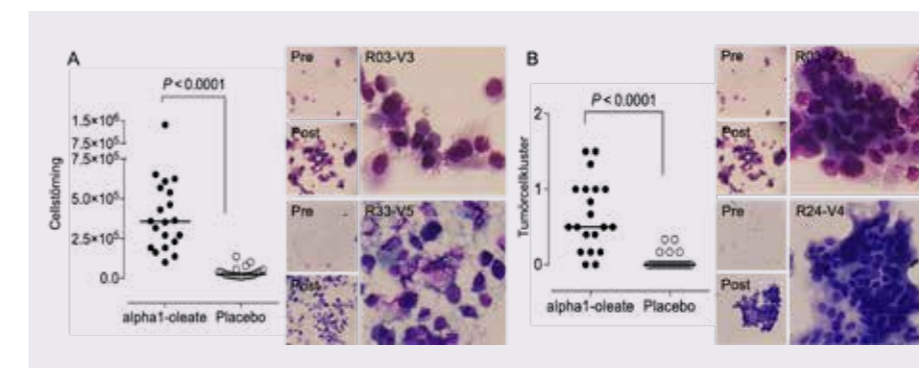 A
P < 0.0001
1.5×10⁶
7.5×10⁵
7.5×10⁵
5.0×10⁵
2.5×10⁵
0.0
Cellstörning
alpha1-oleate Placebo
Pre
R03-V3
Post
Pre
R33-V5
Post
B
P < 0.0001
2
1
0
Tumörcellkluster
alpha1-oleate Placebo
Pre
R03-V3
Post
Pre
R24-V4
Post